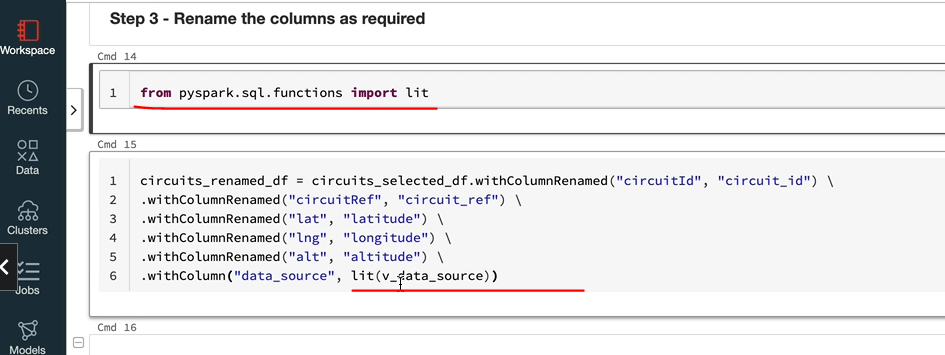 Step 3 - Rename the columns as required
Workspace
Cmd 14
1 from pyspark.sql.functions import lit
Recents
Cmd 15
Data
1 circuits_renamed_df = circuits_selected_df.withColumnRenamed("circuitId", "circuit_id") \
2 .withColumnRenamed("circuitRef", "circuit_ref") \
3 .withColumnRenamed("lat", "latitude") \
Clusters
4 .withColumnRenamed("lng", "longitude") \
5 .withColumnRenamed("alt", "altitude") \
6 .withColumn("data_source", lit(v_data_source))
Jobs
Cmd 16
Models